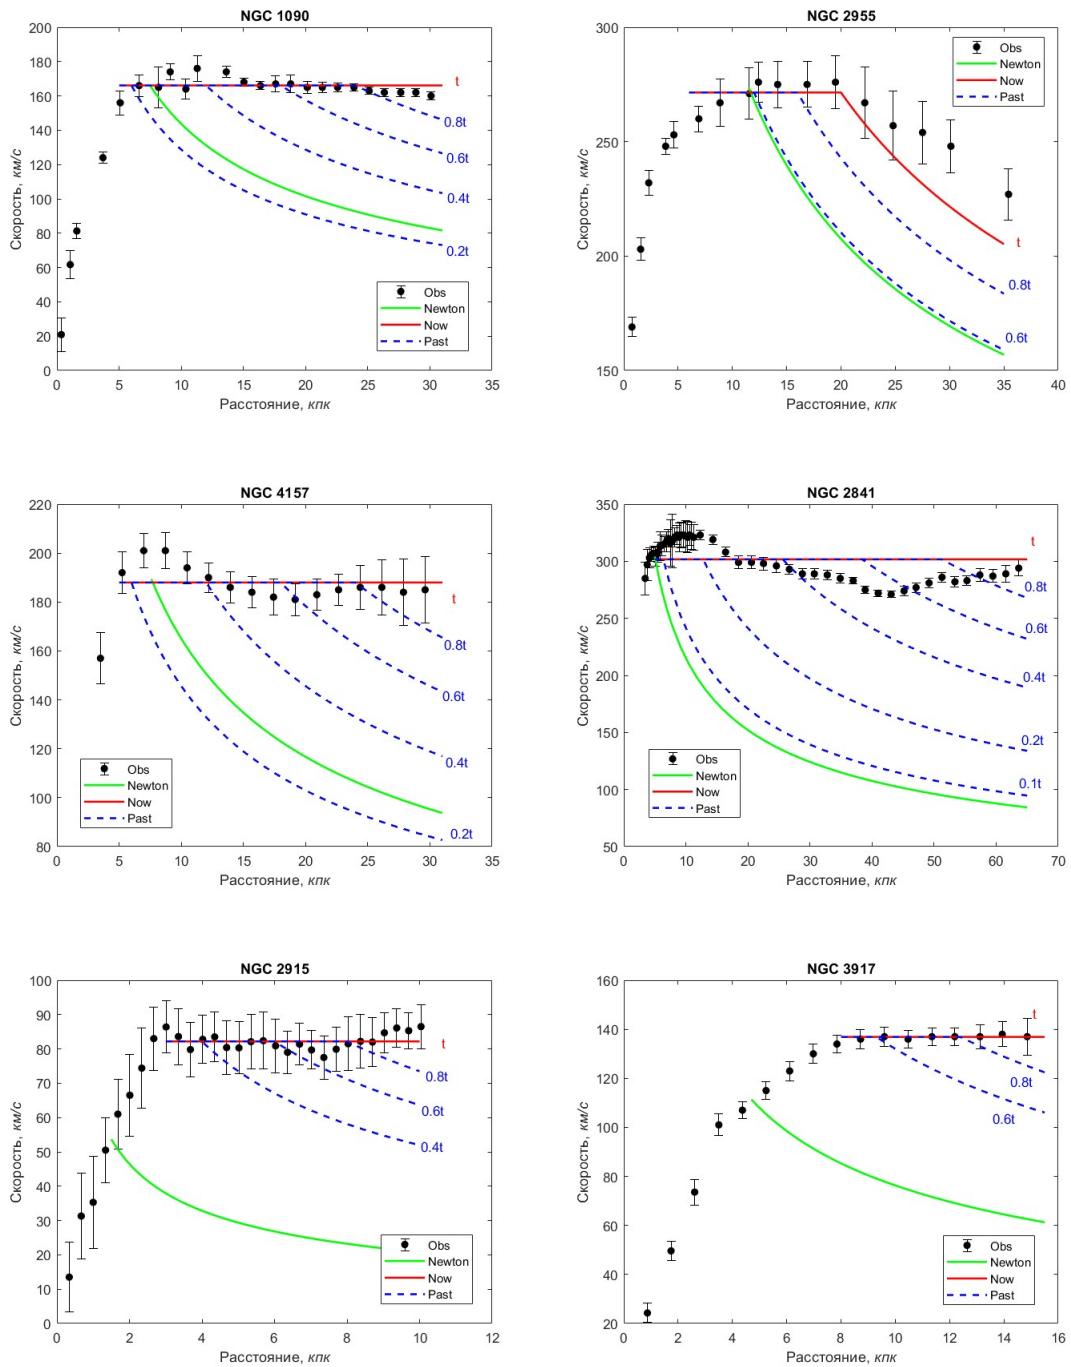 NGC 1090
200
180
160
140
120
100
80
60
40
20
0
Скорость, км/с
t
0.8t
0.6t
0.4t
0.2t
Obs
Newton
Now
Past
0 5 10 15 20 25 30 35
Расстояние, кпк
NGC 2955
300
250
200
150
Скорость, км/с
Obs
Newton
Now
Past
t
0.8t
0.6t
0 5 10 15 20 25 30 35 40
Расстояние, кпк
NGC 4157
220
200
180
160
140
120
100
80
Скорость, км/с
t
0.8t
0.6t
0.4t
0.2t
Obs
Newton
Now
Past
0 5 10 15 20 25 30 35
Расстояние, кпк
NGC 2841
350
300
250
200
150
100
50
Скорость, км/с
t
0.8t
0.6t
0.4t
0.2t
0.1t
Obs
Newton
Now
Past
0 10 20 30 40 50 60 70
Расстояние, кпк
NGC 2915
100
90
80
70
60
50
40
30
20
10
0
Скорость, км/с
t
0.8t
0.6t
0.4t
Obs
Newton
Now
Past
0 2 4 6 8 10 12
Расстояние, кпк
NGC 3917
160
140
120
100
80
60
40
20
Скорость, км/с
t
0.8t
0.6t
Obs
Newton
Now
Past
0 2 4 6 8 10 12 14 16
Расстояние, кпк